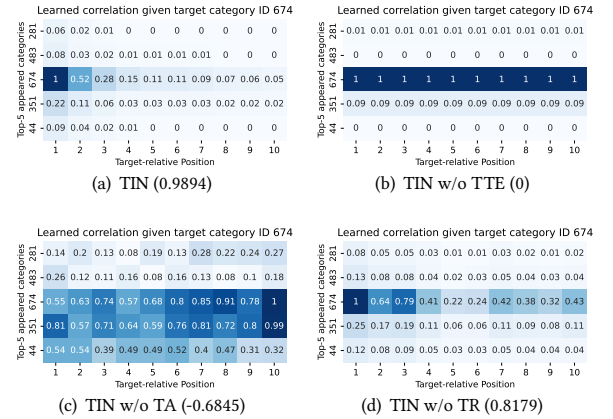 Learned correlation given target category ID 674
Top-5 appeared categories
281 0.06 0.02 0.01 0 0 0 0 0 0 0
483 0.08 0.03 0.02 0.01 0.01 0.01 0.01 0 0 0
674 1 0.52 0.28 0.15 0.11 0.11 0.09 0.07 0.06 0.05
351 0.22 0.11 0.06 0.03 0.03 0.03 0.03 0.02 0.02 0.02
44 0.09 0.04 0.02 0.01 0 0 0 0 0 0
1 2 3 4 5 6 7 8 9 10
Target-relative Position
(a) TIN (0.9894)
Learned correlation given target category ID 674
Top-5 appeared categories
281 0.01 0.01 0.01 0.01 0.01 0.01 0.01 0.01 0.01 0.01
483 0 0 0 0 0 0 0 0 0 0
674 1 1 1 1 1 1 1 1 1 1
351 0.09 0.09 0.09 0.09 0.09 0.09 0.09 0.09 0.09 0.09
44 0 0 0 0 0 0 0 0 0 0
1 2 3 4 5 6 7 8 9 10
Target-relative Position
(b) TIN w/o TTE (0)
Learned correlation given target category ID 674
Top-5 appeared categories
281 0.14 0.2 0.13 0.08 0.19 0.13 0.28 0.22 0.24 0.27
483 0.26 0.12 0.11 0.16 0.08 0.16 0.13 0.08 0.1 0.18
674 0.55 0.63 0.74 0.57 0.68 0.8 0.85 0.91 0.78 1
351 0.81 0.57 0.71 0.64 0.59 0.76 0.81 0.72 0.8 0.99
44 0.54 0.54 0.39 0.49 0.49 0.52 0.4 0.47 0.31 0.32
1 2 3 4 5 6 7 8 9 10
Target-relative Position
(c) TIN w/o TA (-0.6845)
Learned correlation given target category ID 674
Top-5 appeared categories
281 0.08 0.05 0.05 0.03 0.01 0.01 0.03 0.02 0.01 0.02
483 0.13 0.08 0.08 0.04 0.02 0.02 0.04 0.04 0.03 0.04
674 1 0.64 0.79 0.41 0.22 0.24 0.42 0.38 0.32 0.43
351 0.25 0.17 0.19 0.11 0.06 0.06 0.11 0.09 0.08 0.11
44 0.12 0.08 0.09 0.05 0.03 0.03 0.05 0.04 0.04 0.04
1 2 3 4 5 6 7 8 9 10
Target-relative Position
(d) TIN w/o TR (0.8179)